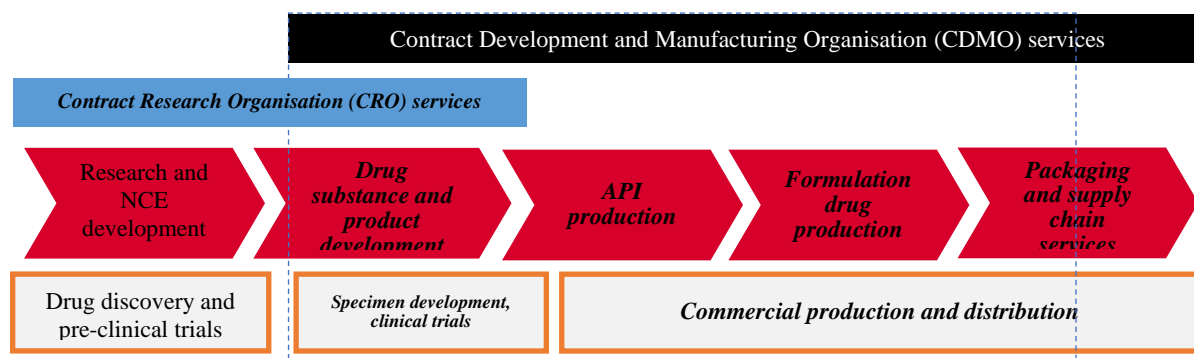 Contract Development and Manufacturing Organisation (CDMO) services
Contract Research Organisation (CRO) services
Research and
NCE
development
Drug
substance and
product
development
API
production
Formulation
drug
production
Packaging
and supply
chain
services
Drug discovery and
pre-clinical trials
Specimen development,
clinical trials
Commercial production and distribution